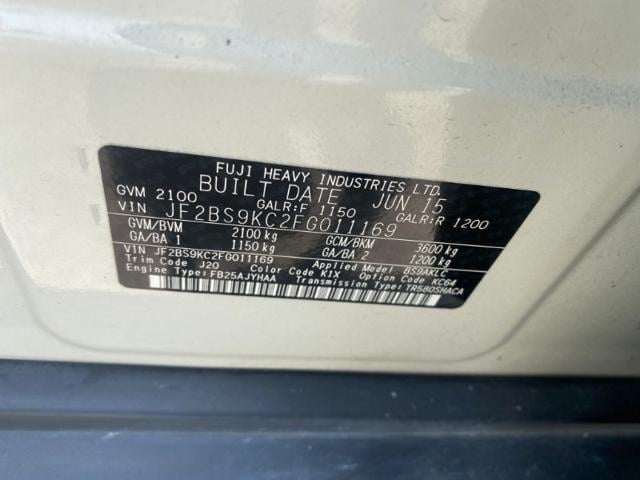 FUJI HEAVY INDUSTRIES LTD.
BUILT DATE JUN 15
GVM 2100 GALR:F 1150 GALR:R 1200
VIN JF2BS9KC2FG011169
GVM/BVM 2100 kg GCM/BKM 3600 kg
GA/BA 1 1150 kg GA/BA 2 1200 kg
VIN JF2BS9KC2FG011169 Applied BS9AKLC
Trim Code J20 Color Code K1X Option Code KC64
Engine Type: FB25AJYHAA Transmission Type: TR580SHACA